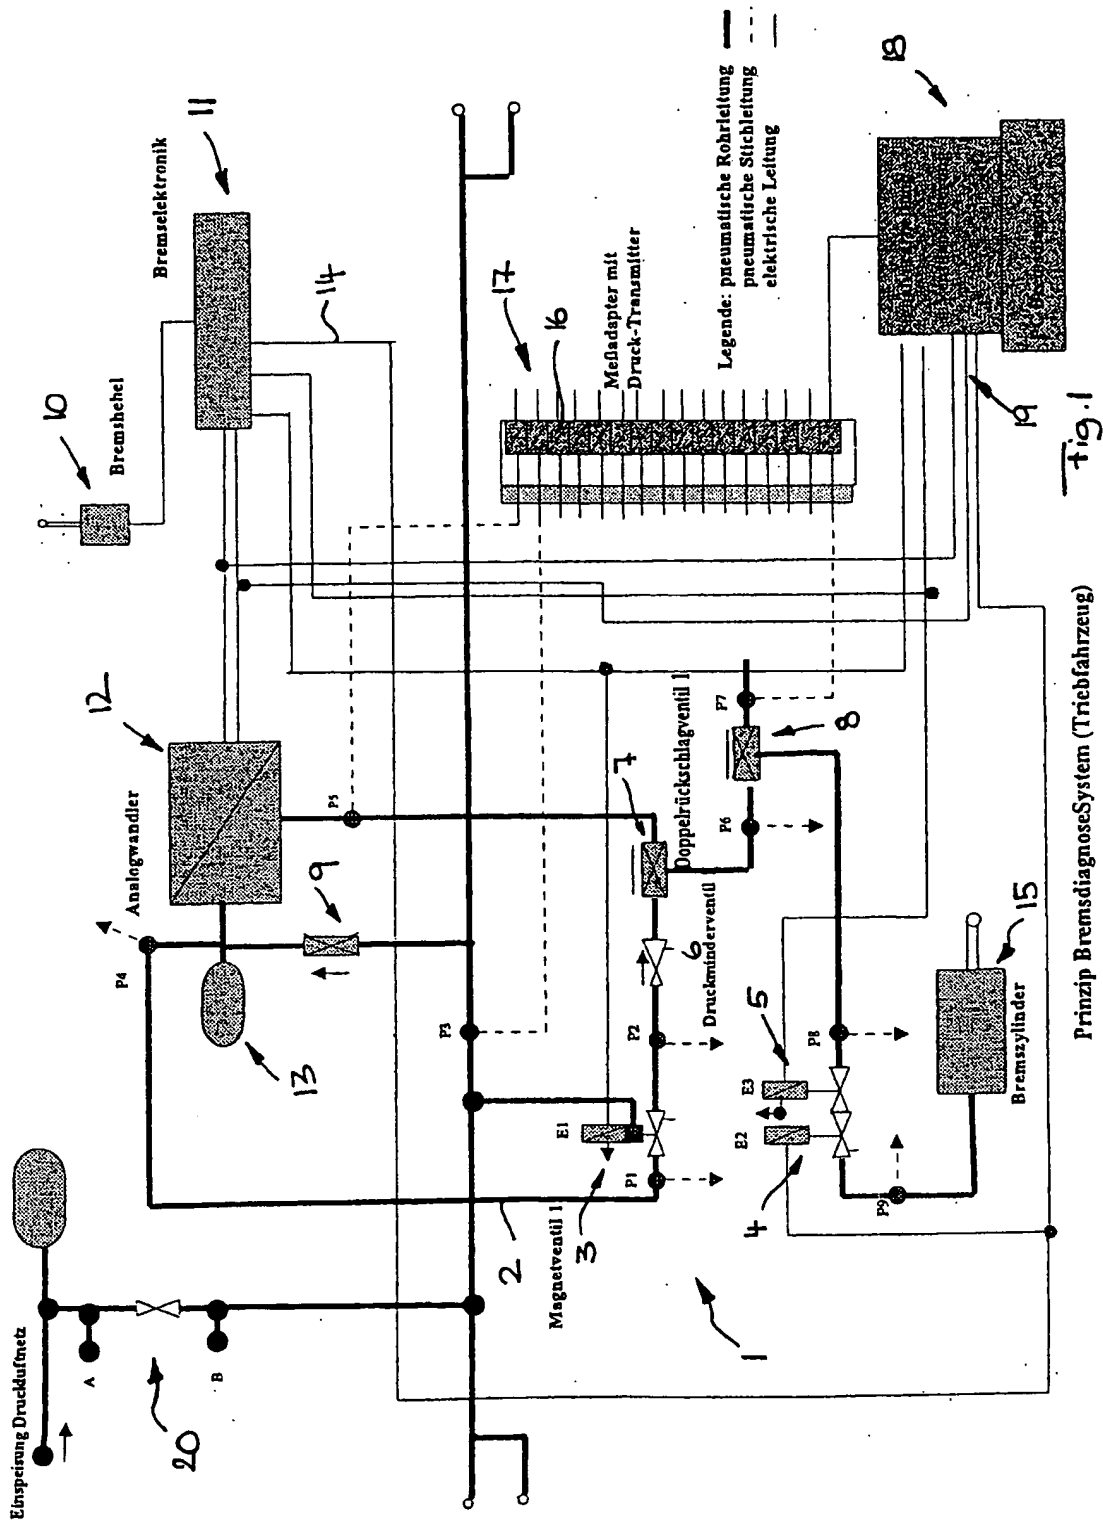 Einspeisung Druckluftnetz
A
B
20
P4
Analogwandler
12
13
9
P5
10
Bremshehel
Bremselektronik
11
14
P3
2
Magnetventil 1
3
E1
P1
P2
6
Druckminderventil
7
Doppelrückschlagventil 1
P6
8
P7
17
16
Meßadapter mit
Druck-Transmitter
Legende: pneumatische Rohrleitung
pneumatische Stichleitung
elektrische Leitung
1
4
E2
E3
5
P8
P9
15
Bremszylinder
18
19
Prinzip BremsdiagnoseSystem (Triebfahrzeug)
Fig.1